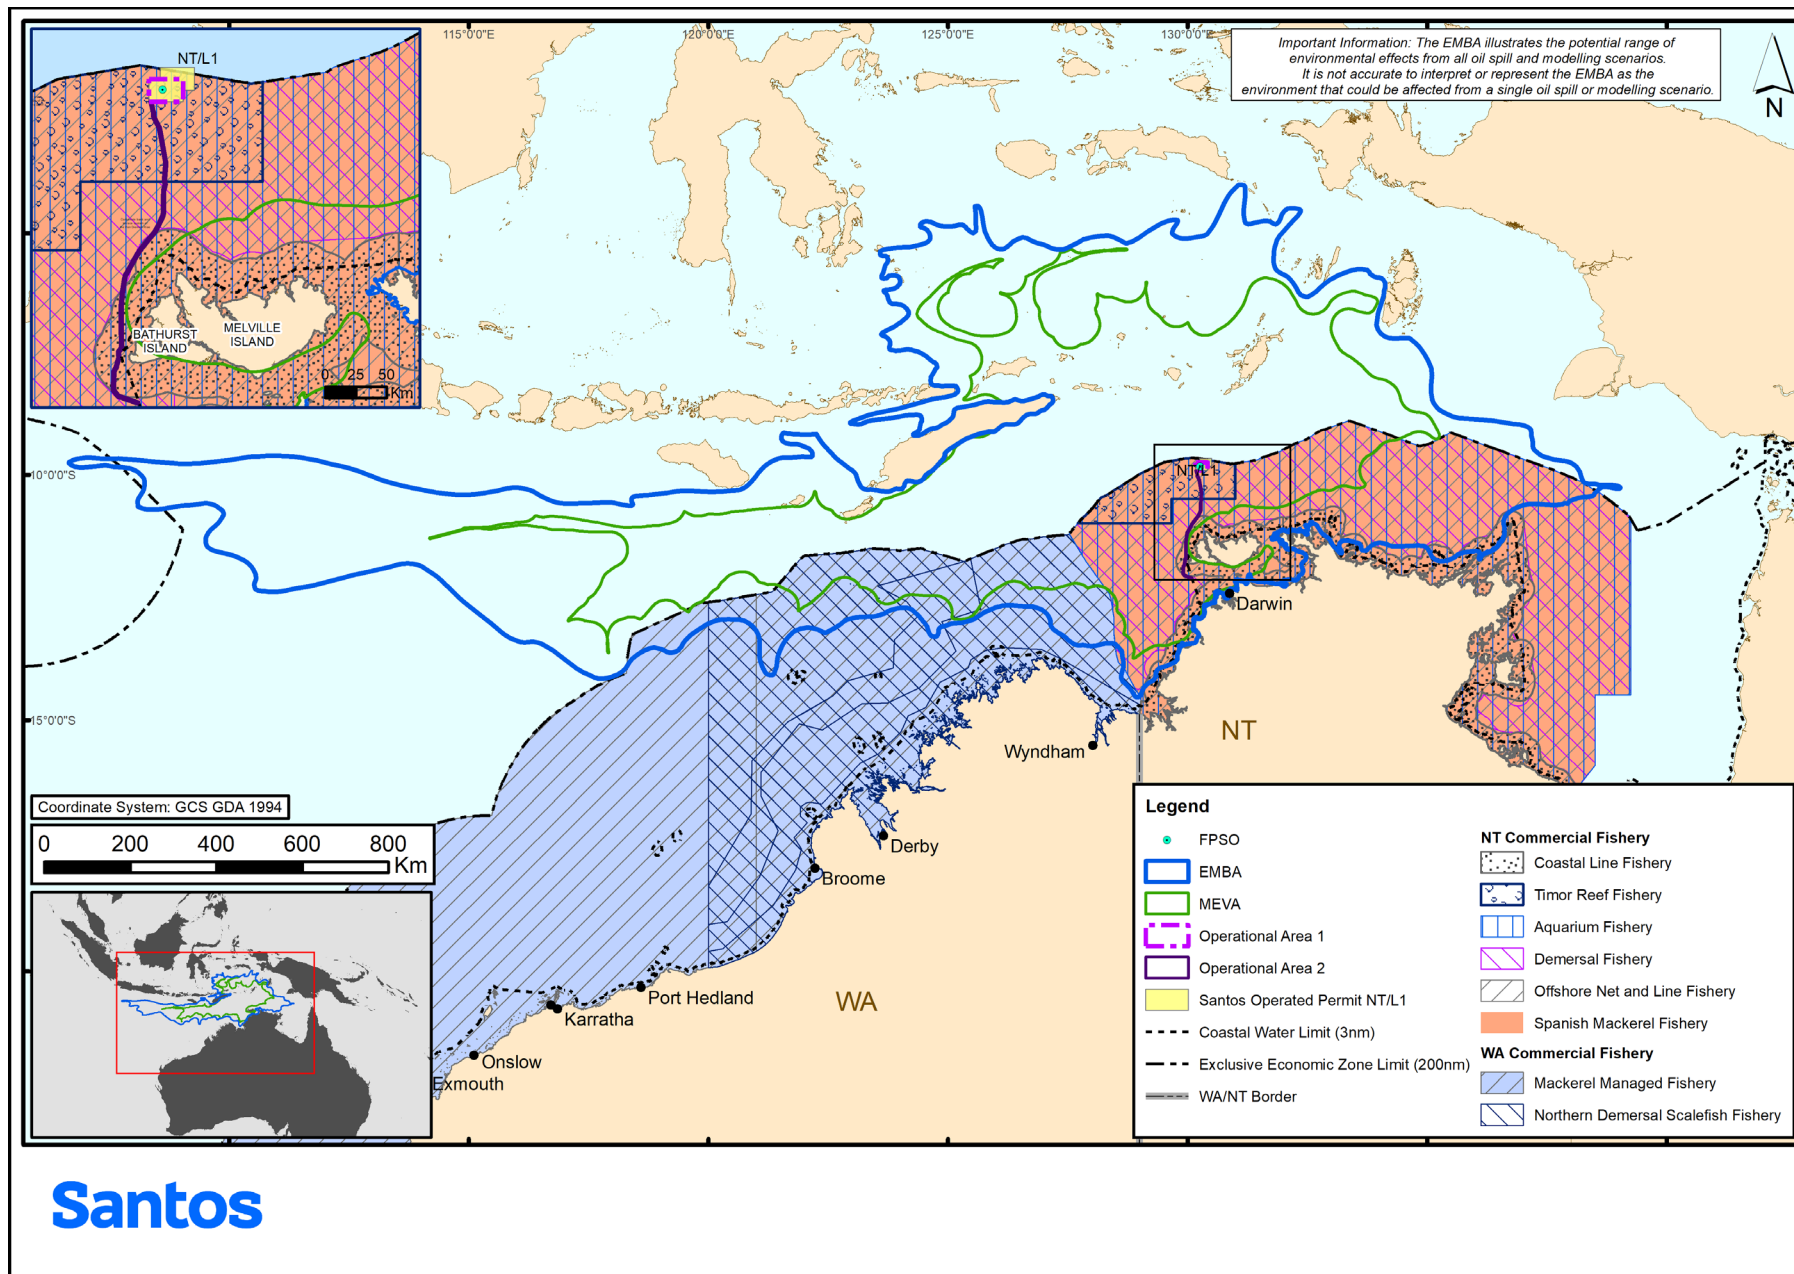 115°0'0"E
120°0'0"E
125°0'0"E
130°0'0"E
Important Information: The EMBA illustrates the potential range of
environmental effects from all oil spill and modelling scenarios.
It is not accurate to interpret or represent the EMBA as the
environment that could be affected from a single oil spill or modelling scenario.
N
NT/L1
BATHURST
ISLAND
MELVILLE
ISLAND
0 25 50
Km
10°0'0"S
NT/L1
Darwin
15°0'0"S
NT
Wyndham
Derby
Broome
Port Hedland
Karratha
Onslow
Exmouth
WA
Coordinate System: GCS GDA 1994
0 200 400 600 800
Km
Legend
FPSO
EMBA
MEVA
Operational Area 1
Operational Area 2
Santos Operated Permit NT/L1
Coastal Water Limit (3nm)
Exclusive Economic Zone Limit (200nm)
WA/NT Border
NT Commercial Fishery
Coastal Line Fishery
Timor Reef Fishery
Aquarium Fishery
Demersal Fishery
Offshore Net and Line Fishery
Spanish Mackerel Fishery
WA Commercial Fishery
Mackerel Managed Fishery
Northern Demersal Scalefish Fishery
Santos